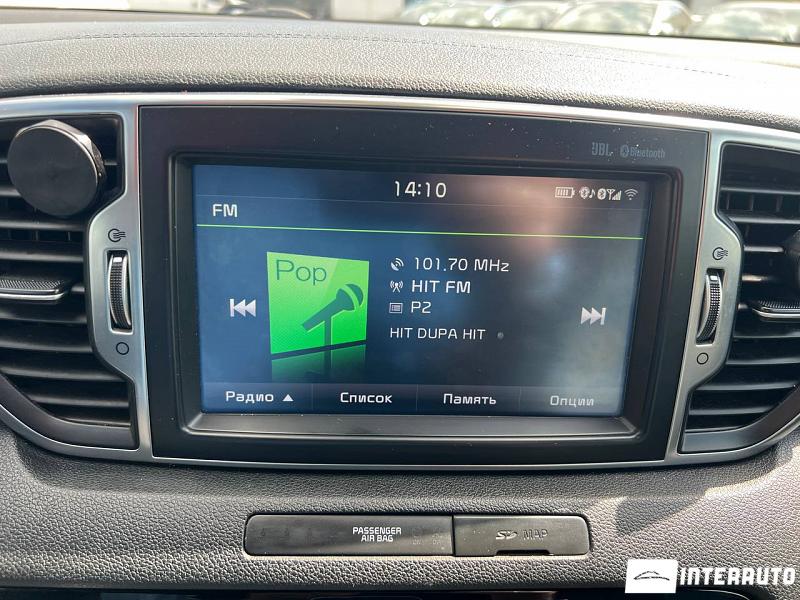 JBL Bluetooth
14:10
FM
Pop
101.70 MHz
HIT FM
P2
HIT DUPA HIT
Радио ▲
Список
Память
Опции
PASSENGER
AIR BAG
SD MAP
INTERAUTO